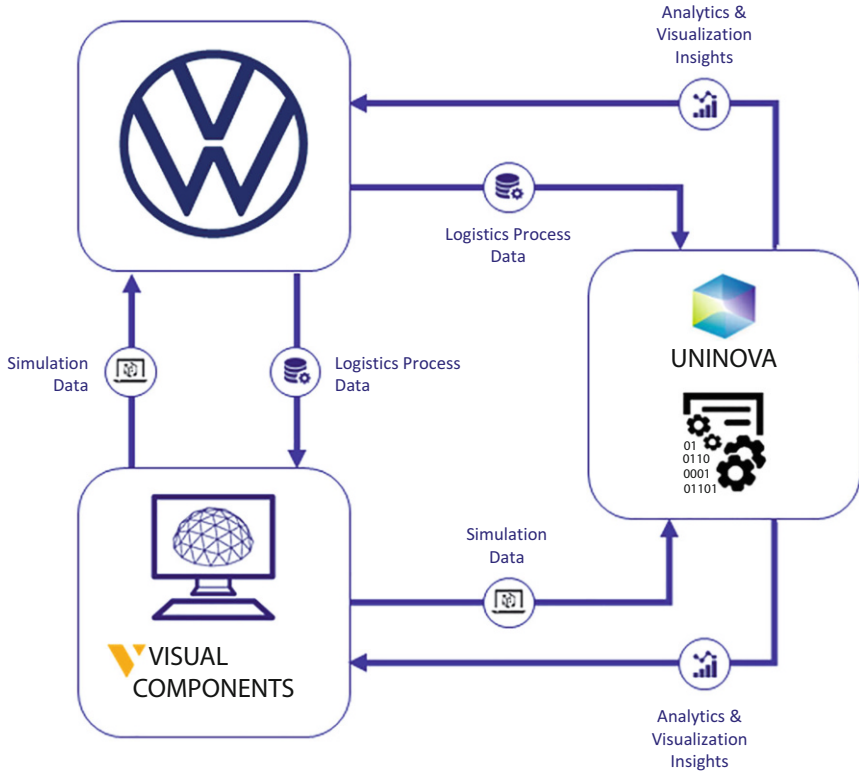 Analytics &
Visualization
Insights
Logistics Process
Data
UNINOVA
01
0110
0001
01101
Simulation
Data
Logistics Process
Data
Simulation
Data
VISUAL
COMPONENTS
Analytics &
Visualization
Insights